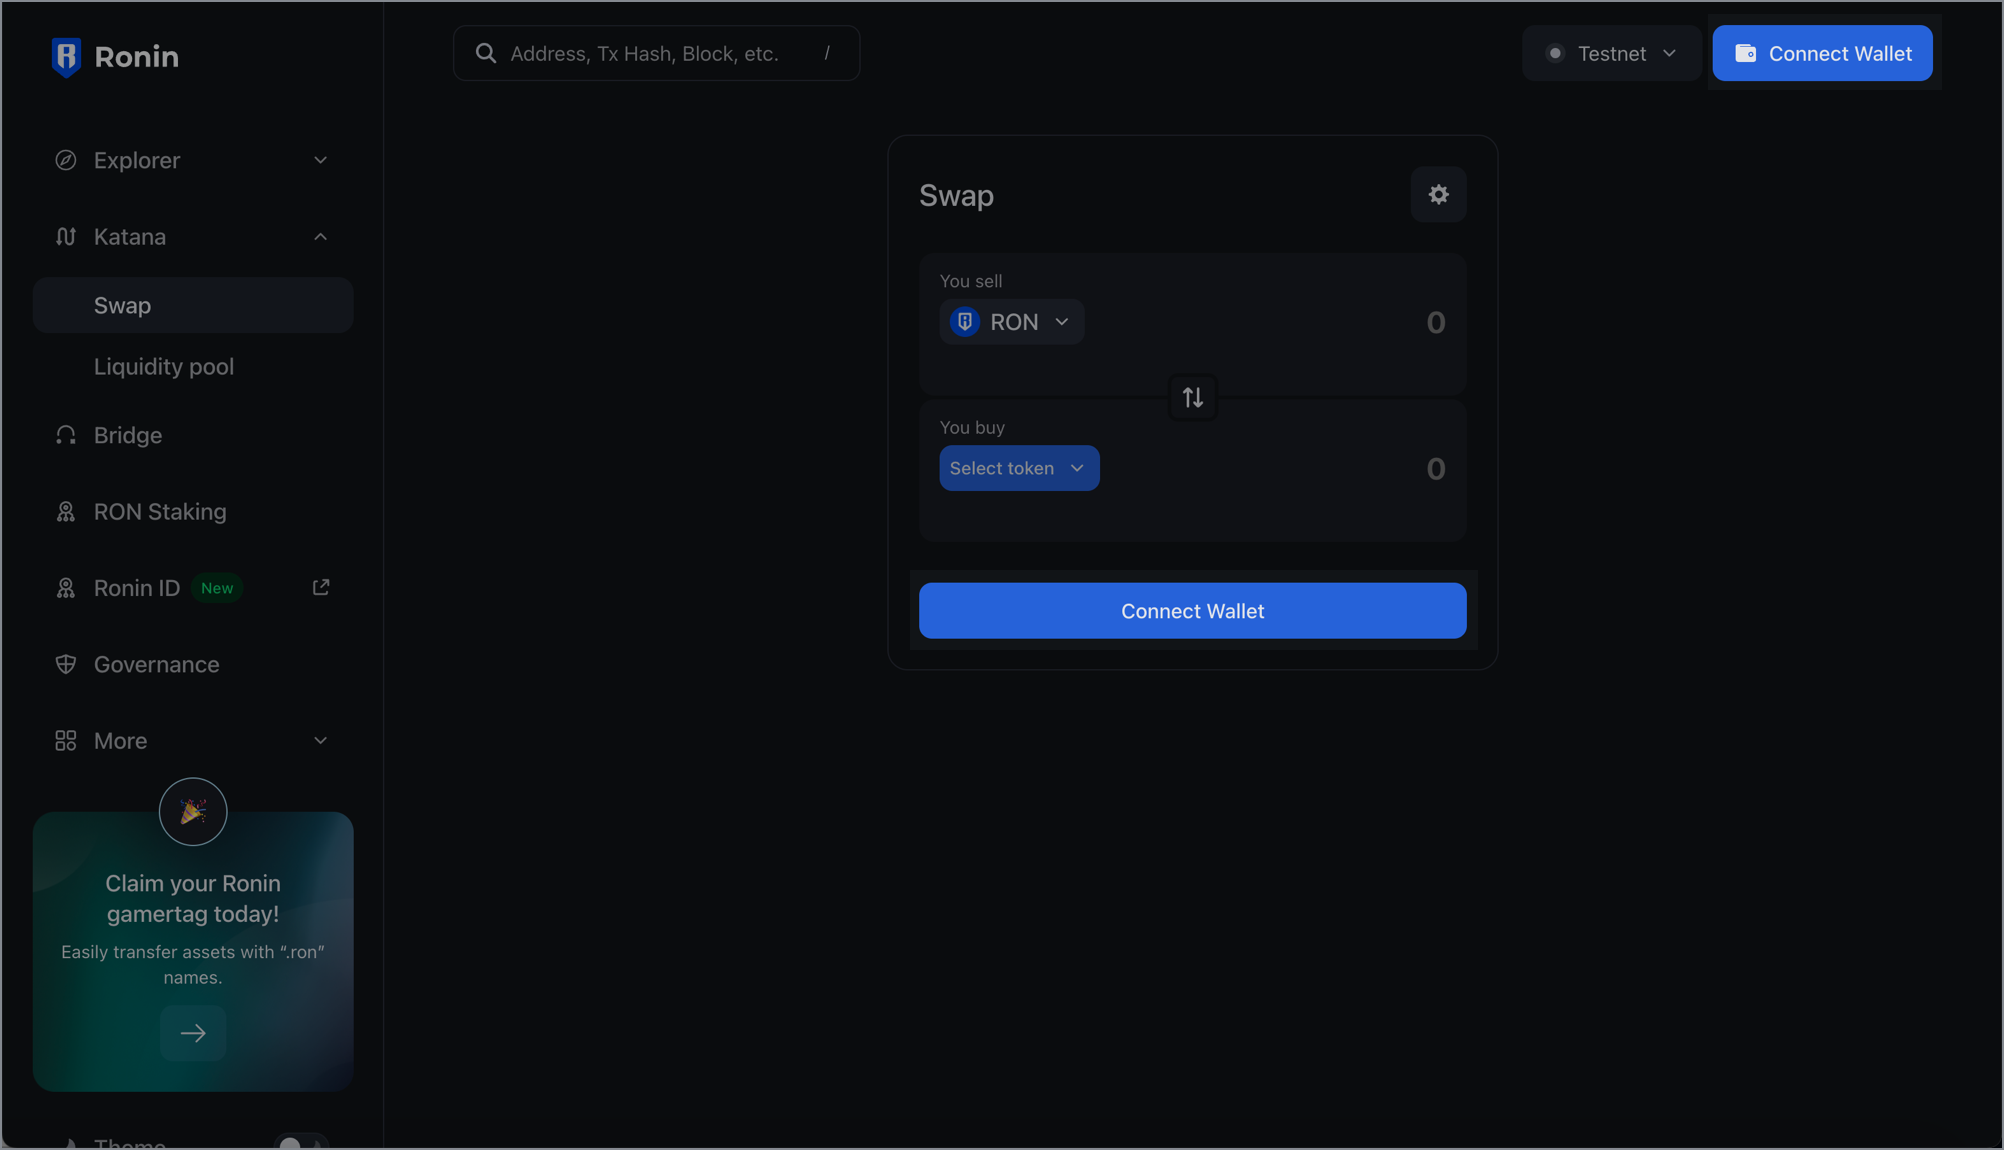 Ronin
Address, Tx Hash, Block, etc. /
Testnet
Connect Wallet
Explorer
Katana
Swap
Liquidity pool
Bridge
RON Staking
Ronin ID New
Governance
More
Claim your Ronin
gamertag today!
Easily transfer assets with “.ron”
names.
Theme
Swap
You sell
RON
0
You buy
Select token
0
Connect Wallet